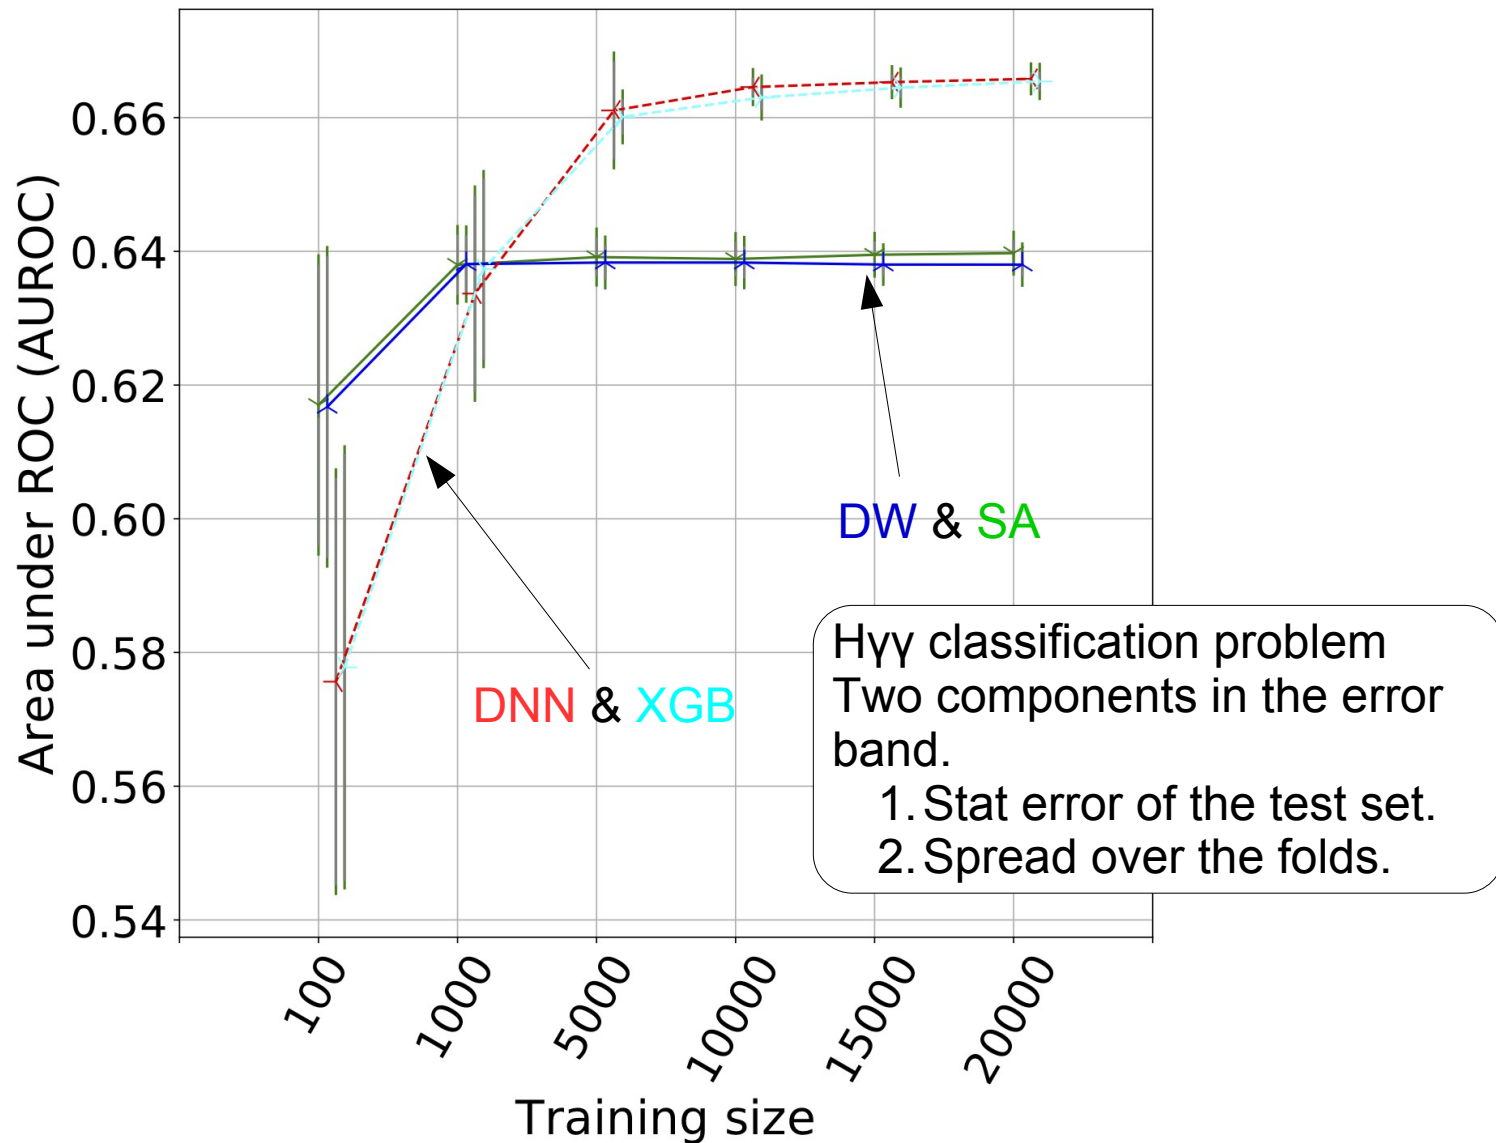 Area under ROC (AUROC)
0.66
0.64
0.62
0.60
0.58
0.56
0.54
DW & SA
DNN & XGB
Hγγ classification problem
Two components in the error
band.
1. Stat error of the test set.
2. Spread over the folds.
100
1000
5000
10000
15000
20000
Training size